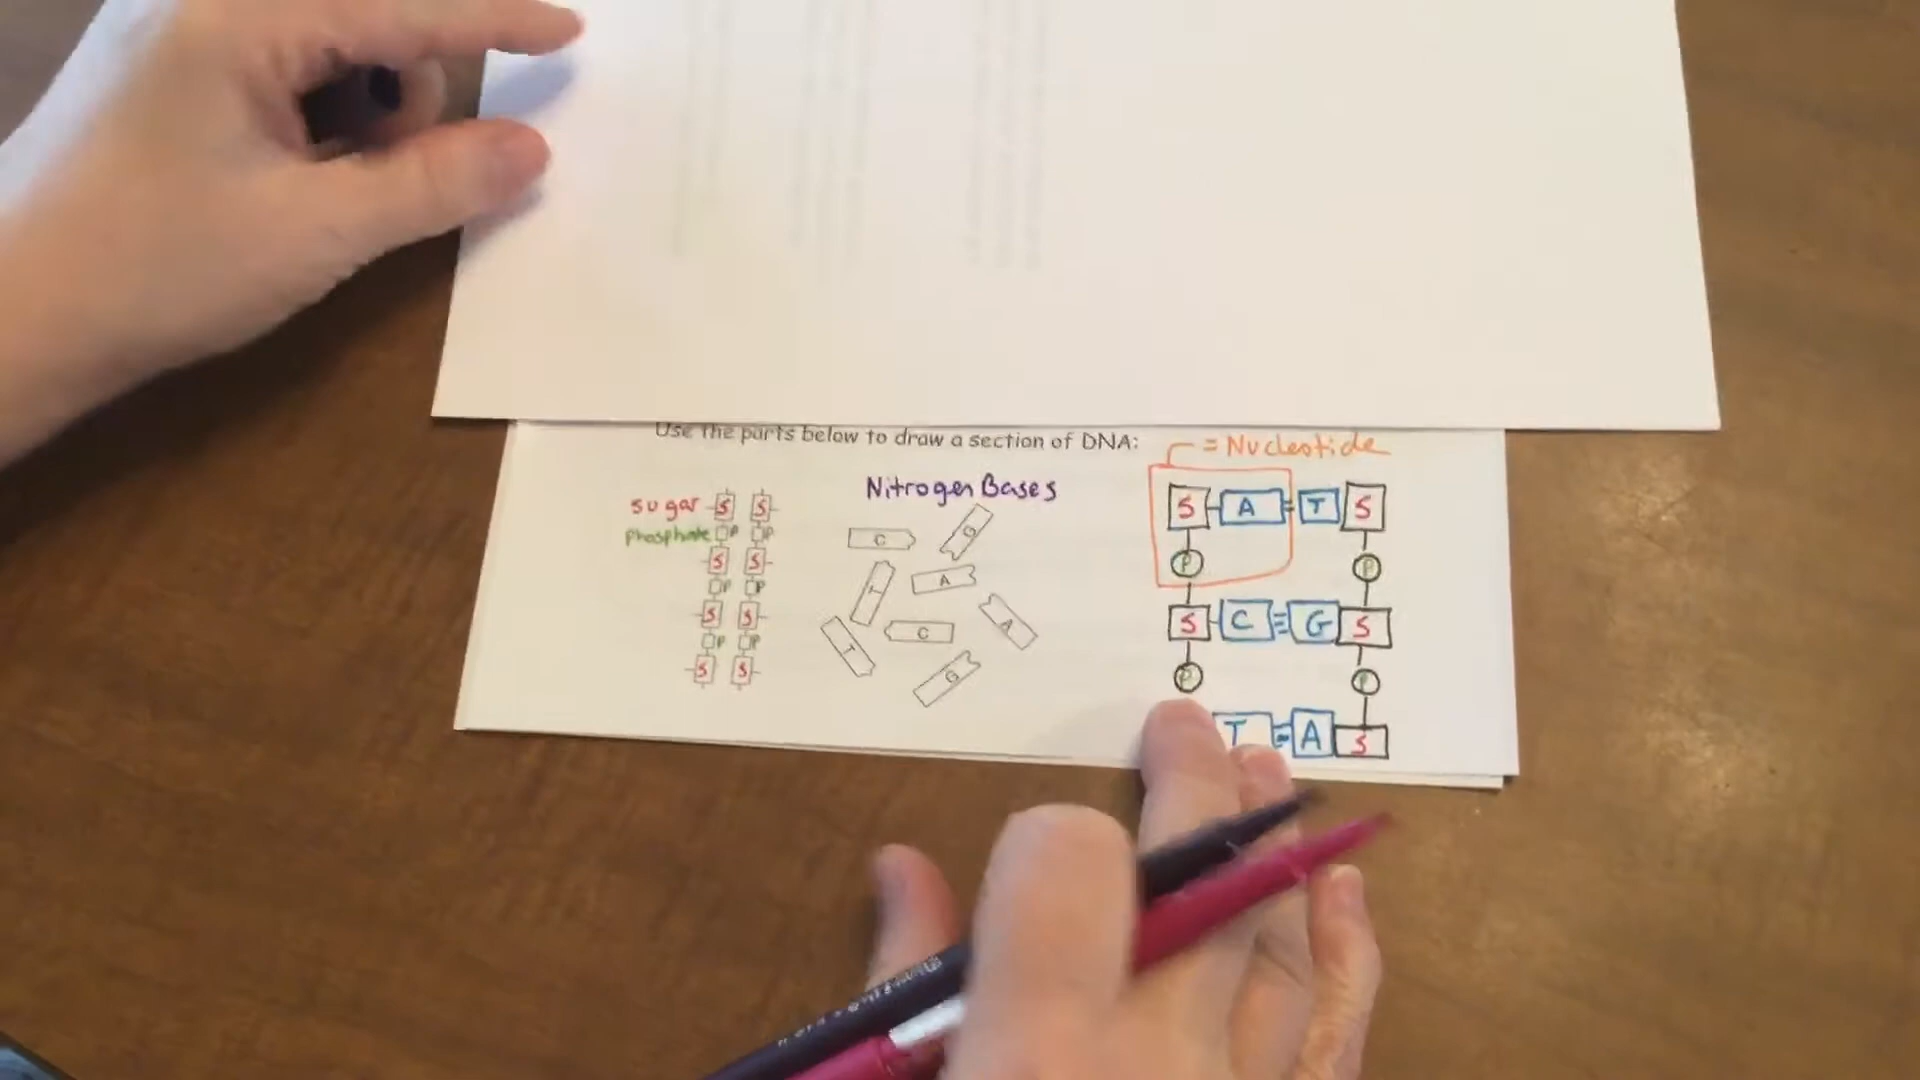 Use the parts below to draw a section of DNA:
= Nucleotide
Nitrogen Bases
sugar S S
phosphate P P
S S
P P
S S
P P
S S
C G
T A
C A
T G
S A T S
P P
S C G S
P P
T A S